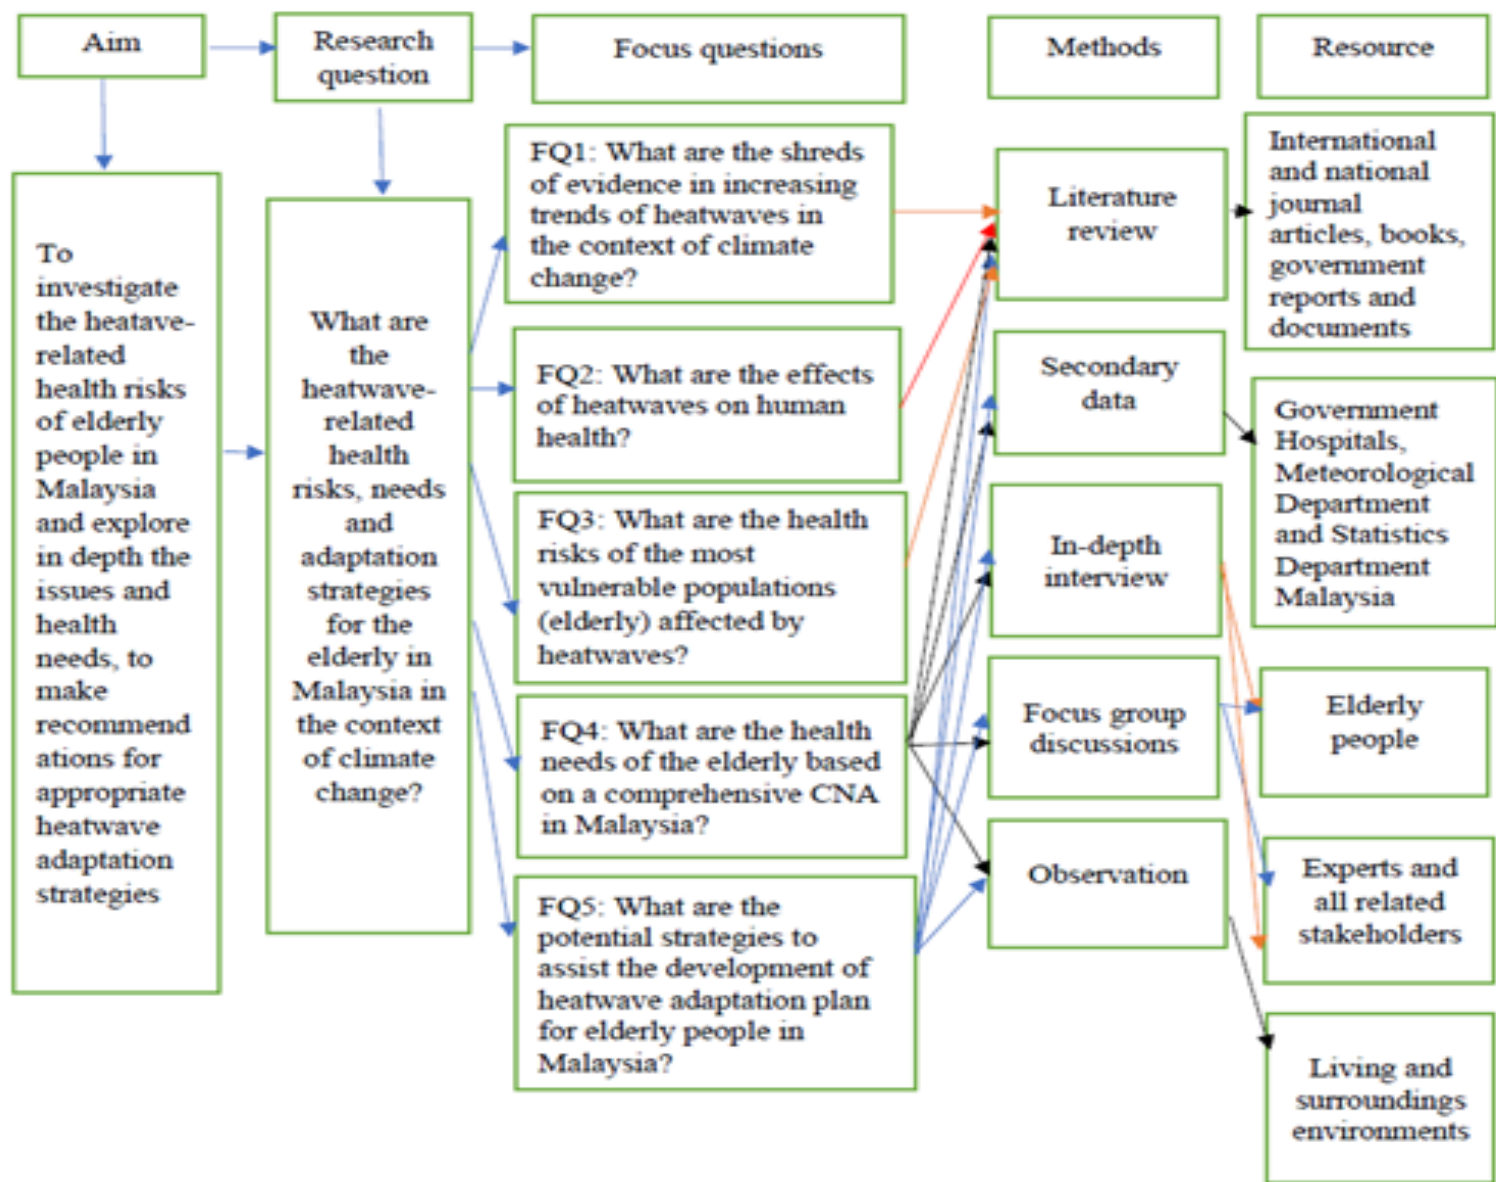 Aim
Research
question
Focus questions
Methods
Resource
To
investigate
the heatave-
related
health risks
of elderly
people in
Malaysia
and explore
in depth the
issues and
health
needs, to
make
recommend
ations for
appropriate
heatwave
adaptation
strategies
What are
the
heatwave-
related
health
risks, needs
and
adaptation
strategies
for the
elderly in
Malaysia in
the context
of climate
change?
FQ1: What are the shreds
of evidence in increasing
trends of heatwaves in
the context of climate
change?
FQ2: What are the effects
of heatwaves on human
health?
FQ3: What are the health
risks of the most
vulnerable populations
(elderly) affected by
heatwaves?
FQ4: What are the health
needs of the elderly based
on a comprehensive CNA
in Malaysia?
FQ5: What are the
potential strategies to
assist the development of
heatwave adaptation plan
for elderly people in
Malaysia?
Literature
review
Secondary
data
In-depth
interview
Focus group
discussions
Observation
International
and national
journal
articles, books,
government
reports and
documents
Government
Hospitals,
Meteorological
Department
and Statistics
Department
Malaysia
Elderly
people
Experts and
all related
stakeholders
Living and
surroundings
environments